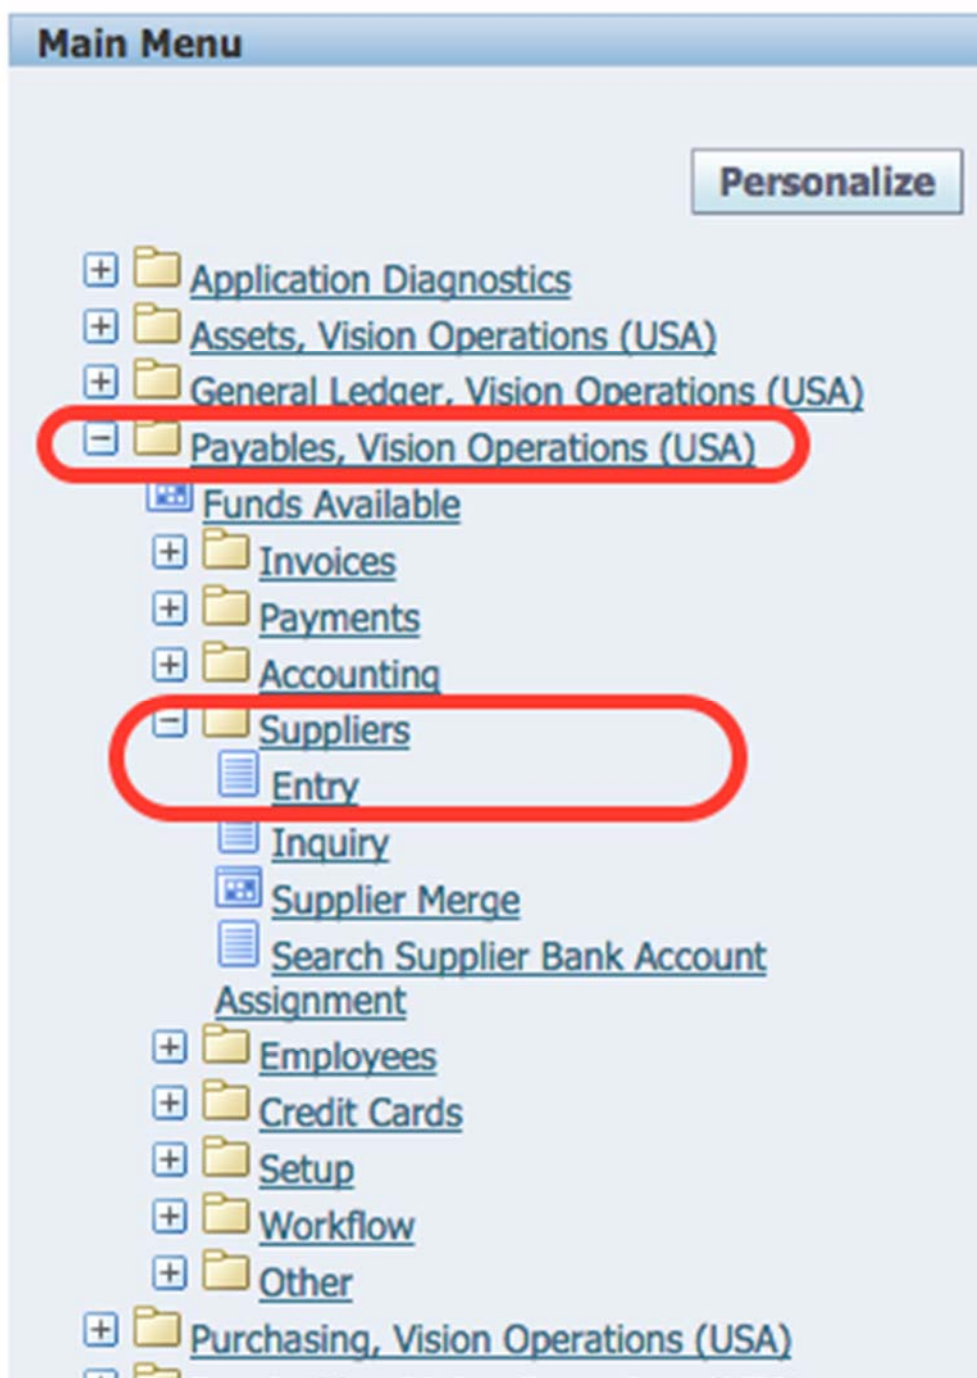 Main Menu
Personalize
Application Diagnostics
Assets, Vision Operations (USA)
General Ledger, Vision Operations (USA)
Payables, Vision Operations (USA)
Funds Available
Invoices
Payments
Accounting
Suppliers
Entry
Inquiry
Supplier Merge
Search Supplier Bank Account
Assignment
Employees
Credit Cards
Setup
Workflow
Other
Purchasing, Vision Operations (USA)